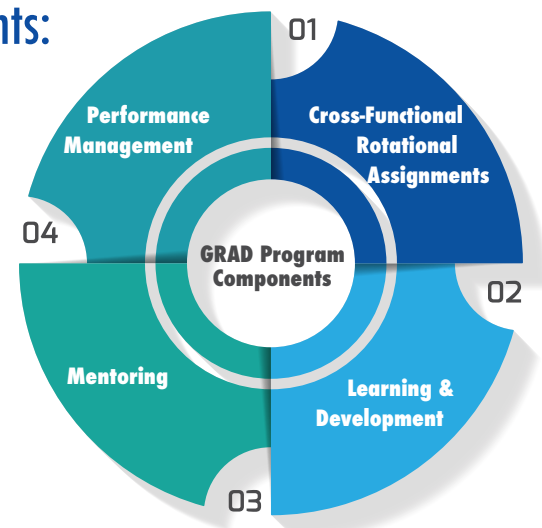 nts:
01
Cross-Functional
Rotational
Assignments
02
Learning &
Development
03
Mentoring
04
Performance
Management
GRAD Program
Components